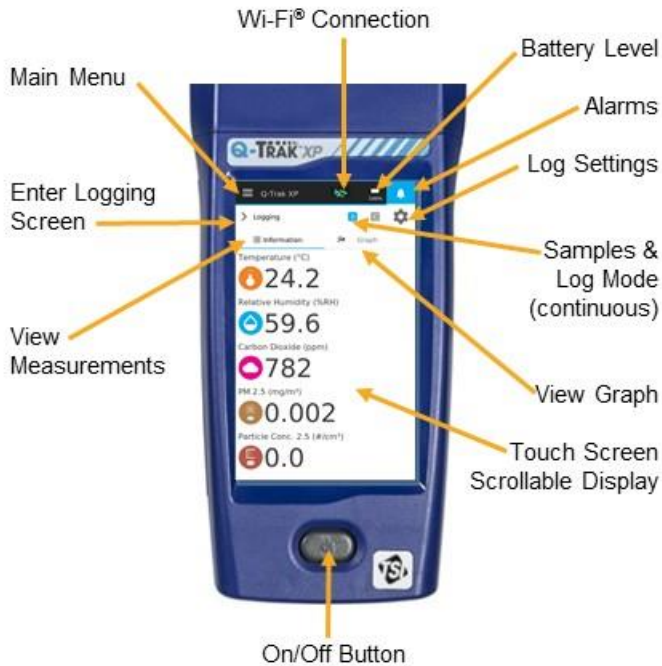 Wi-Fi® Connection
Battery Level
Main Menu
Alarms
Q-TRAK XP
Log Settings
Q-Trak XP
100%
Enter Logging
Screen
Logging
Information
Graph
Samples &
Log Mode
(continuous)
Temperature (°C)
24.2
Relative Humidity (%RH)
59.6
Carbon Dioxide (ppm)
782
View
Measurements
PM 2.5 (mg/m³)
0.002
View Graph
Particle Conc. 2.5 (#/cm³)
0.0
Touch Screen
Scrollable Display
TSI
On/Off Button